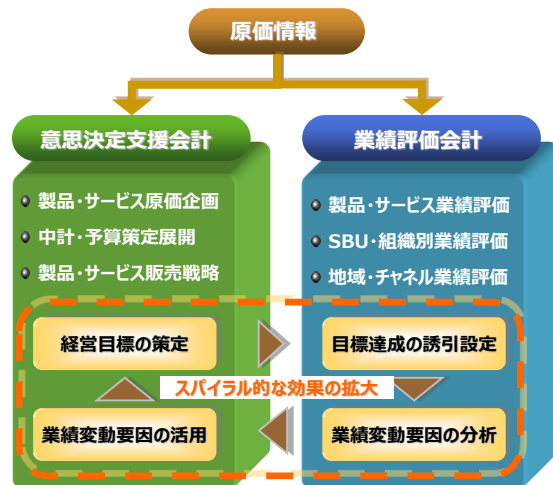 原価情報
意思決定支援会計
製品・サービス原価企画
中計・予算策定展開
製品・サービス販売戦略
業績評価会計
製品・サービス業績評価
SBU・組織別業績評価
地域・チャネル業績評価
経営目標の策定
目標達成の誘引設定
スパイラル的な効果の拡大
業績変動要因の活用
業績変動要因の分析